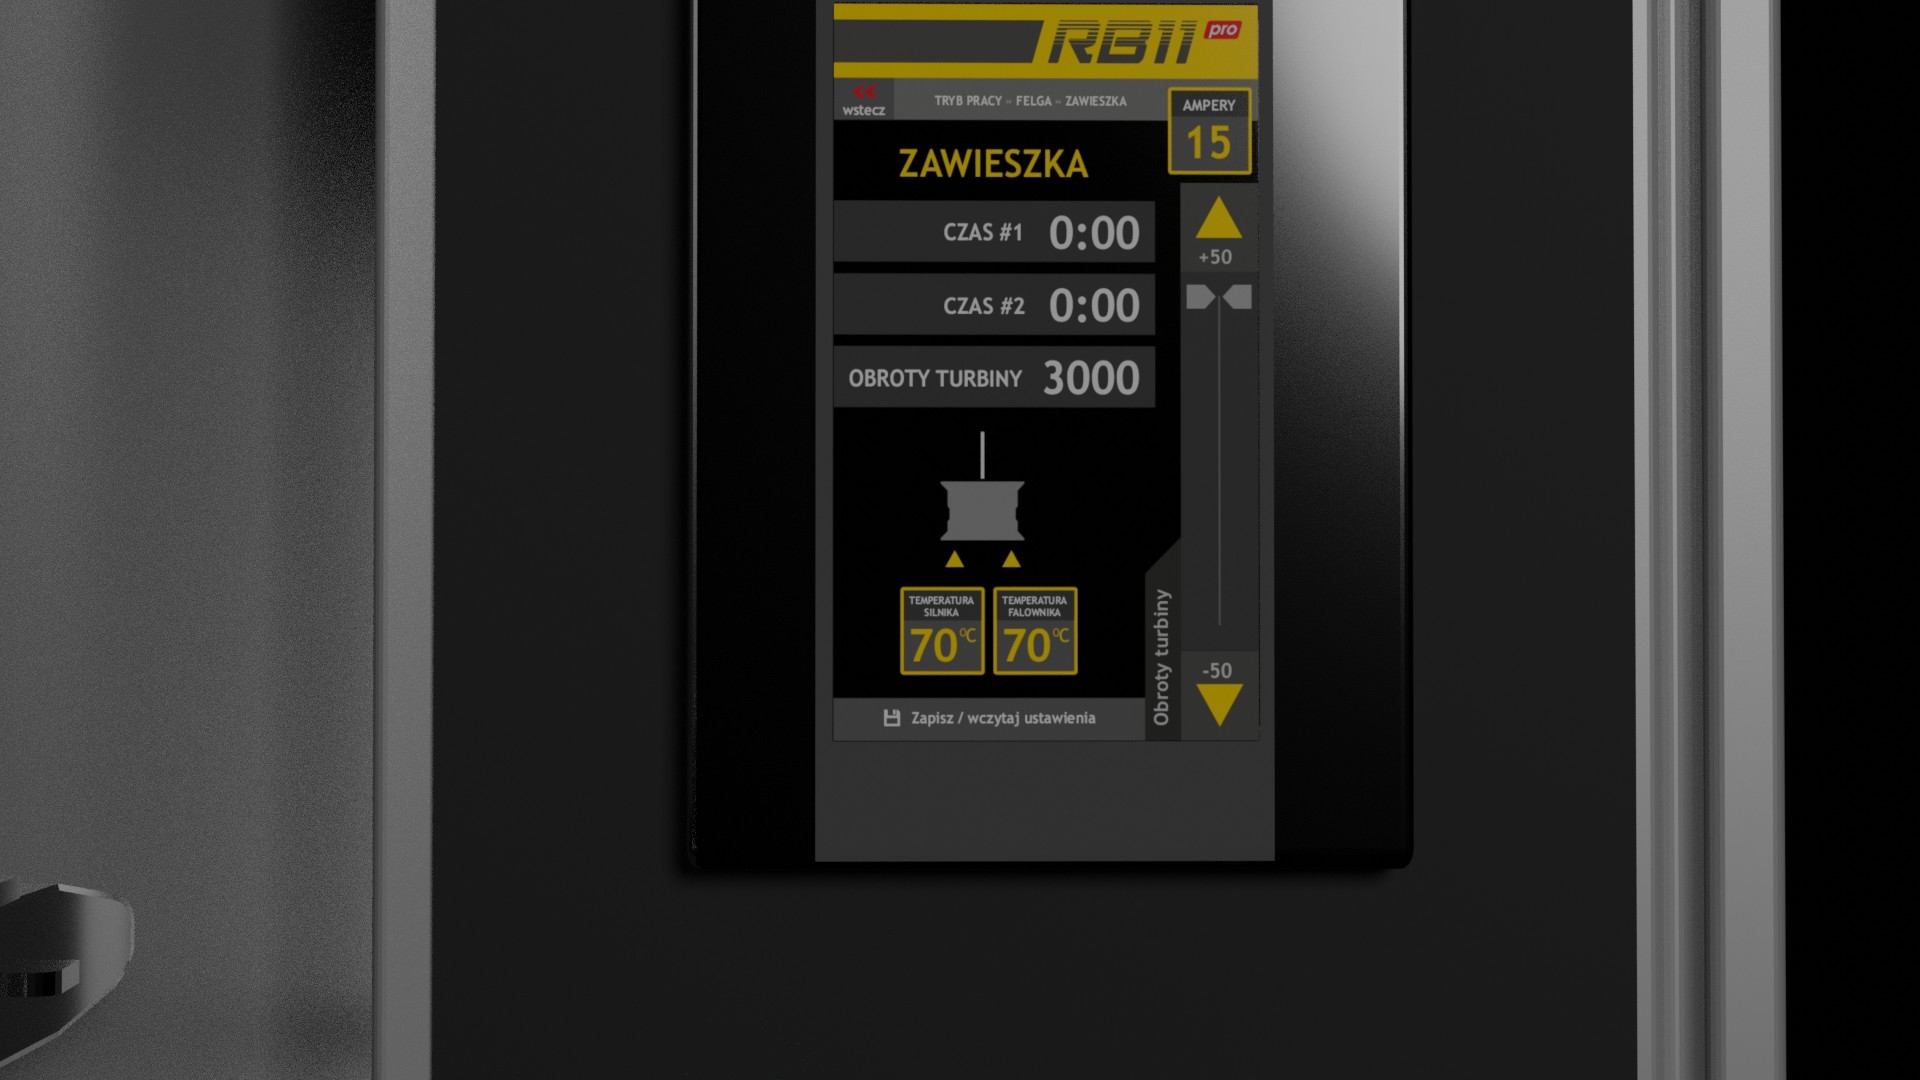 RB11 pro
wstecz
TRYB PRACY » FELGA » ZAWIESZKA
AMPERY
15
ZAWIESZKA
CZAS #1 0:00
+50
CZAS #2 0:00
OBROTY TURBINY 3000
TEMPERATURA SILNIKA
70°C
TEMPERATURA FALOWNIKA
70°C
Obroty turbiny
-50
Zapisz / wczytaj ustawienia